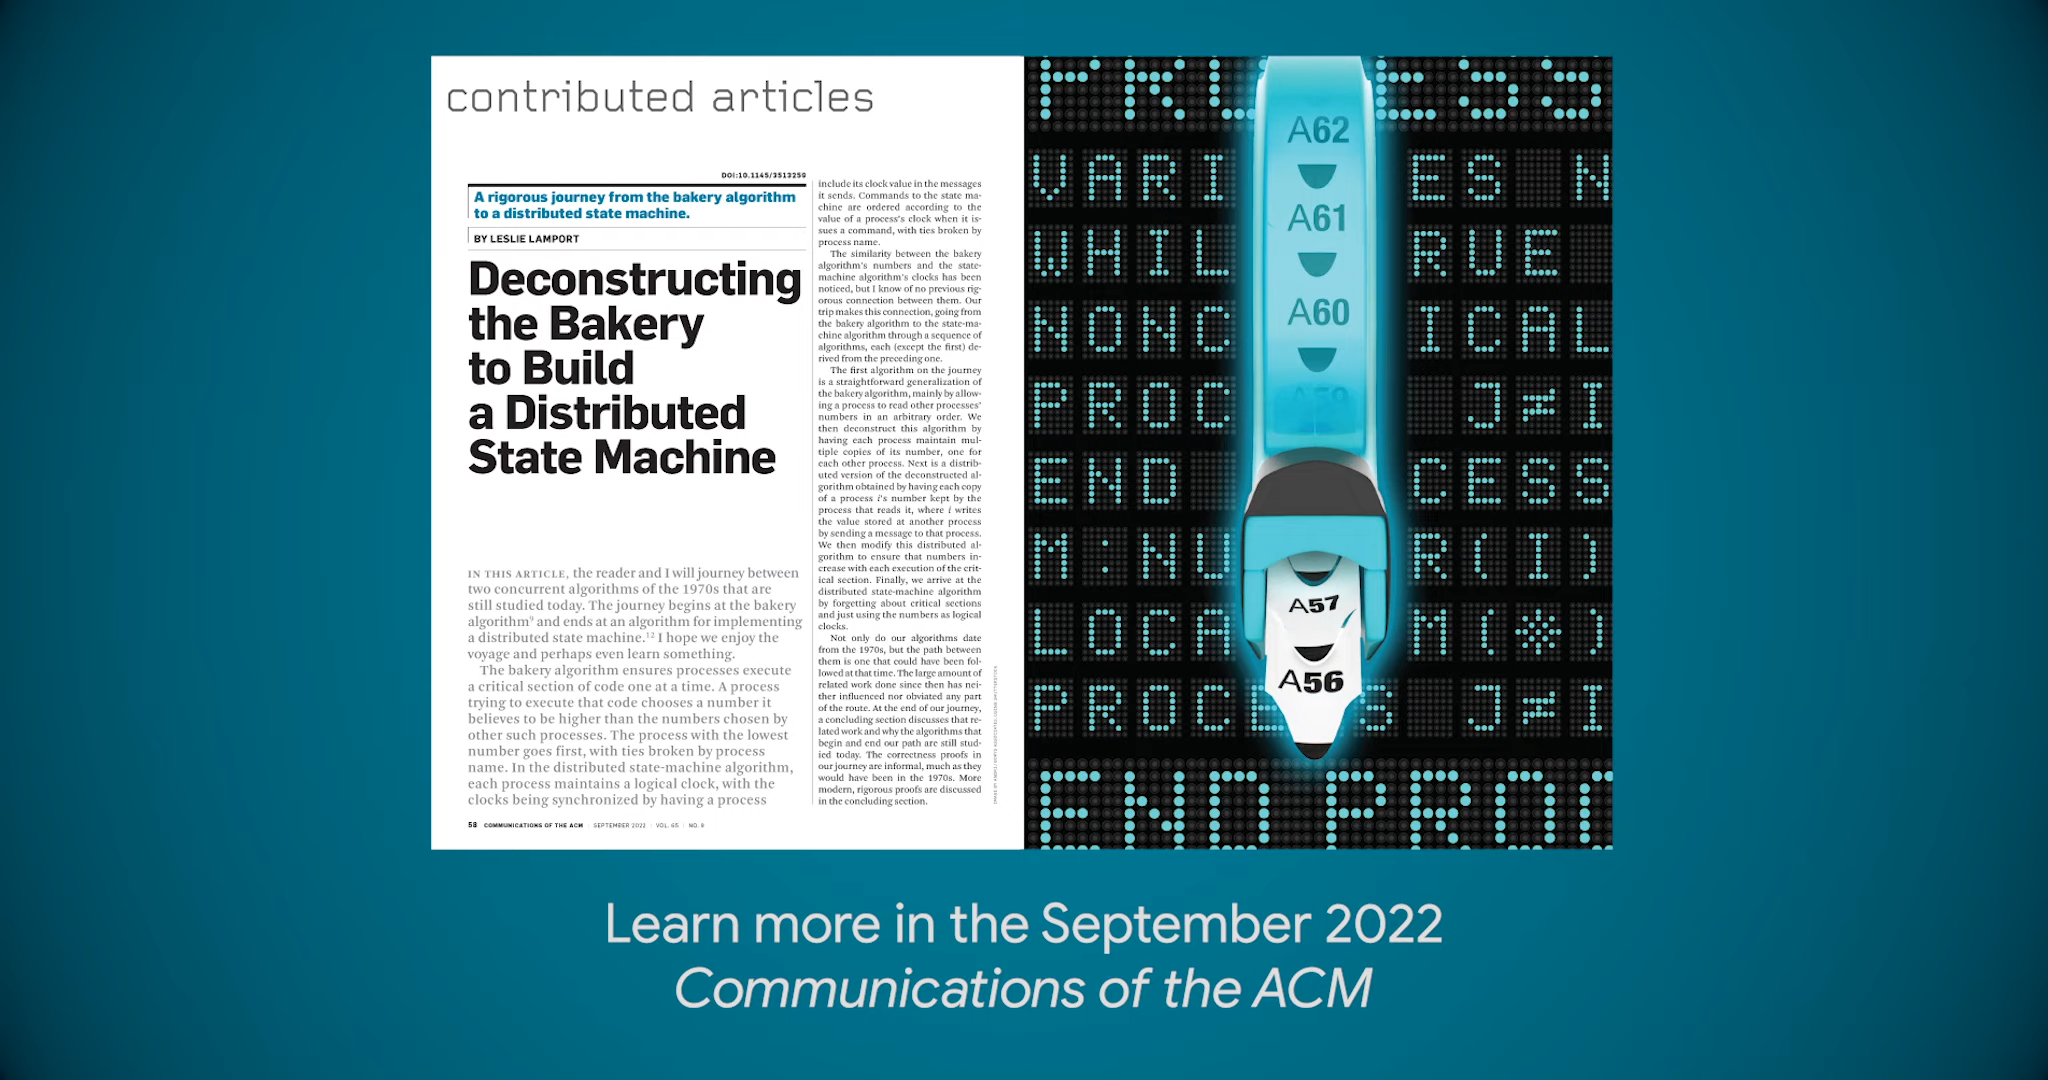 contributed articles
DOI:10.1145/3513259
A rigorous journey from the bakery algorithm
to a distributed state machine.
BY LESLIE LAMPORT
Deconstructing
the Bakery
to Build
a Distributed
State Machine
IN THIS ARTICLE, the reader and I will journey between
two concurrent algorithms of the 1970s that are
still studied today. The journey begins at the bakery
algorithm⁹ and ends at an algorithm for implementing
a distributed state machine.¹² I hope we enjoy the
voyage and perhaps even learn something.
The bakery algorithm ensures processes execute
a critical section of code one at a time. A process
trying to execute that code chooses a number it
believes to be higher than the numbers chosen by
other such processes. The process with the lowest
number goes first, with ties broken by process
name. In the distributed state-machine algorithm,
each process maintains a logical clock, with the
clocks being synchronized by having a process
include its clock value in the messages
it sends. Commands to the state ma-
chine are ordered according to the
value of a process's clock when it is-
sues a command, with ties broken by
process name.
The similarity between the bakery
algorithm's numbers and the state-
machine algorithm's clocks has been
noticed, but I know of no previous rig-
orous connection between them. Our
trip makes this connection, going from
the bakery algorithm to the state-ma-
chine algorithm through a sequence of
algorithms, each (except the first) de-
rived from the preceding one.
The first algorithm on the journey
is a straightforward generalization of
the bakery algorithm, mainly by allow-
ing a process to read other processes'
numbers in an arbitrary order. We
then deconstruct this algorithm by
having each process maintain mul-
tiple copies of its number, one for
each other process. Next is a distrib-
uted version of the deconstructed al-
gorithm obtained by having each copy
of a process i's number kept by the
process that reads it, where i writes
the value stored at another process
by sending a message to that process.
We then modify this distributed al-
gorithm to ensure that numbers in-
crease with each execution of the crit-
ical section. Finally, we arrive at the
distributed state-machine algorithm
by forgetting about critical sections
and just using the numbers as logical
clocks.
Not only do our algorithms date
from the 1970s, but the path between
them is one that could have been fol-
lowed at that time. The large amount of
related work done since then has nei-
ther influenced nor obviated any part
of the route. At the end of our journey,
a concluding section discusses that re-
lated work and why the algorithms that
begin and end our path are still stud-
ied today. The correctness proofs in
our journey are informal, much as they
would have been in the 1970s. More
modern, rigorous proofs are discussed
in the concluding section.
58 COMMUNICATIONS OF THE ACM | SEPTEMBER 2022 | VOL. 65 | NO. 9
VARI ES N
WHIL RUE
NONC ICAL
PROC J≠I
END CESS
M:NU R(I)
LOCA M(*)
PROCE S J≠I
END PROC
A62
A61
A60
A59
A57
A56
Learn more in the September 2022
Communications of the ACM